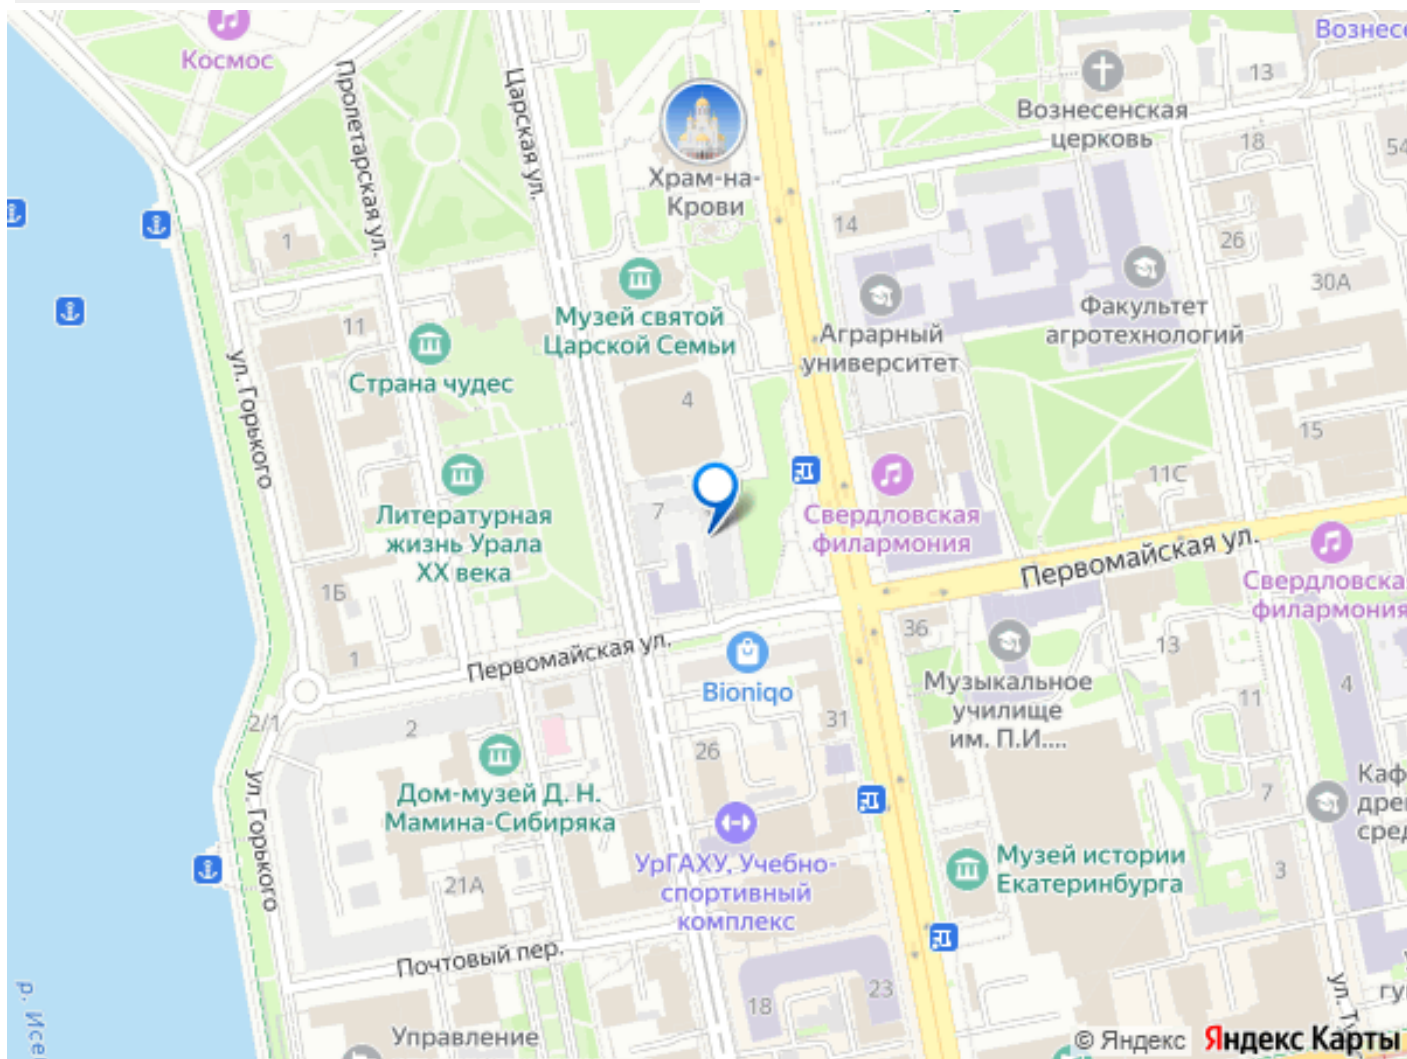 Космос
Вознес
13
Вознесенская
церковь
18
54
Пролетарская ул.
Царская ул.
Храм-на-
Крови
14
26
1
30А
Музей святой
Царской Семьи
Аграрный
университет
Факультет
агротехнологий
11
Страна чудес
ул. Горького
4
15
11С
7
Литературная
жизнь Урала
XX века
Свердловская
филармония
Первомайская ул.
Свердловска
филармония
1Б
36
13
1
Первомайская ул.
Bioniqo
Музыкальное
училище
им. П.И....
4
11
2/1
2
31
26
ул. Горького
Дом-музей Д. Н.
Мамина-Сибиряка
7
Каф
дрег
сред
УрГАХУ, Учебно-
спортивный
комплекс
Музей истории
Екатеринбурга
3
21А
Почтовый пер.
18
23
р. Исе
ул. Ту
гу
Управление
© Яндекс Яндекс Карты